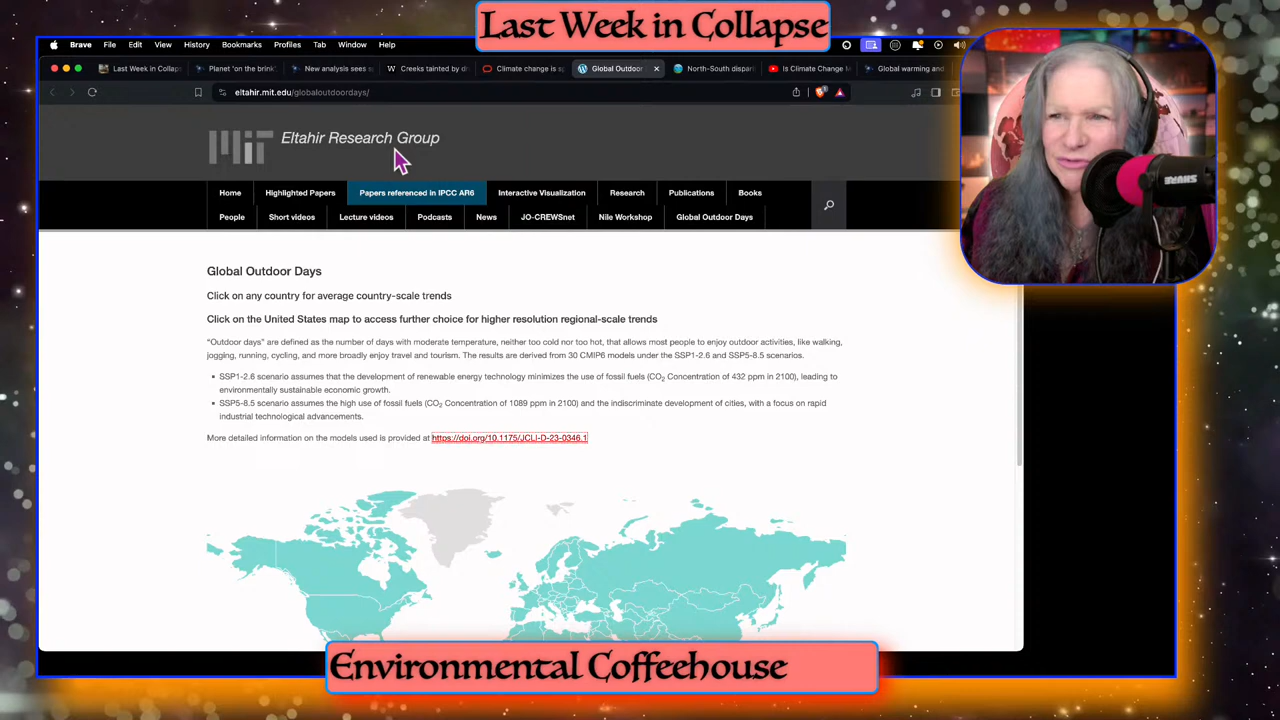 Last Week in Collapse
Brave File Edit View History Bookmarks Profiles Tab Window Help
Last Week in Collaps
Planet 'on the brink'
New analysis sees
Creeks tainted by
Climate change is
Global Outdoor
North-South dispari
Is Climate Change
Global warming and
eltahir.mit.edu/globaloutdoordays/
MIT Eltahir Research Group
Home Highlighted Papers Papers referenced in IPCC AR6 Interactive Visualization Research Publications Books
People Short videos Lecture videos Podcasts News JO-CREWSnet Nile Workshop Global Outdoor Days
Global Outdoor Days
Click on any country for average country-scale trends
Click on the United States map to access further choice for higher resolution regional-scale trends
“Outdoor days” are defined as the number of days with moderate temperature, neither too cold nor too hot, that allows most people to enjoy outdoor activities, like walking,
jogging, running, cycling, and more broadly enjoy travel and tourism. The results are derived from 30 CMIP6 models under the SSP1-2.6 and SSP5-8.5 scenarios.
SSP1-2.6 scenario assumes that the development of renewable energy technology minimizes the use of fossil fuels (CO2 Concentration of 432 ppm in 2100), leading to
environmentally sustainable economic growth.
SSP5-8.5 scenario assumes the high use of fossil fuels (CO2 Concentration of 1089 ppm in 2100) and the indiscriminate development of cities, with a focus on rapid
industrial technological advancements.
More detailed information on the models used is provided at https://doi.org/10.1175/JCLI-D-23-0346.1
SHURE
Environmental Coffeehouse